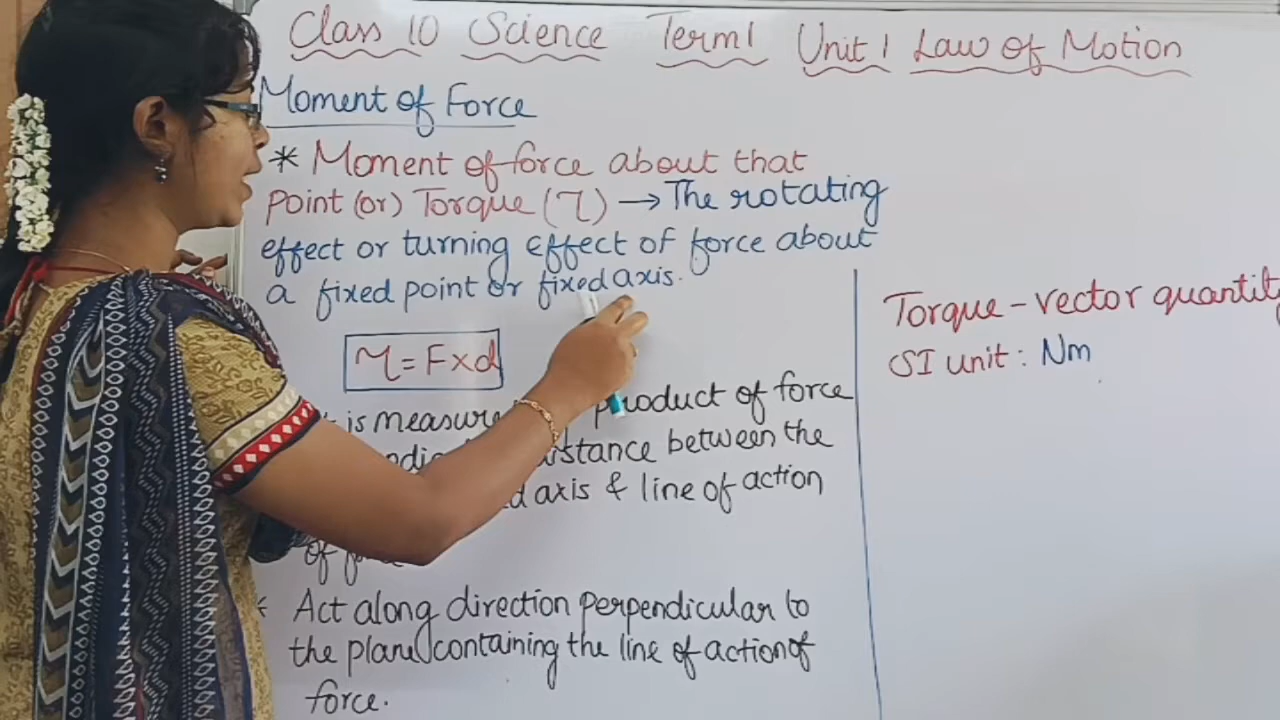 Class 10 Science Term1 Unit 1 Law of Motion
Moment of Force
* Moment of force about that
Point (or) Torque (τ) → The rotating
effect or turning effect of force about
a fixed point or fixed axis.
τ = F × d
is measure product of force
distance between the
axis & line of action
of
* Act along direction perpendicular to
the plane containing the line of action of
force.
Torque - vector quantity
SI unit : Nm